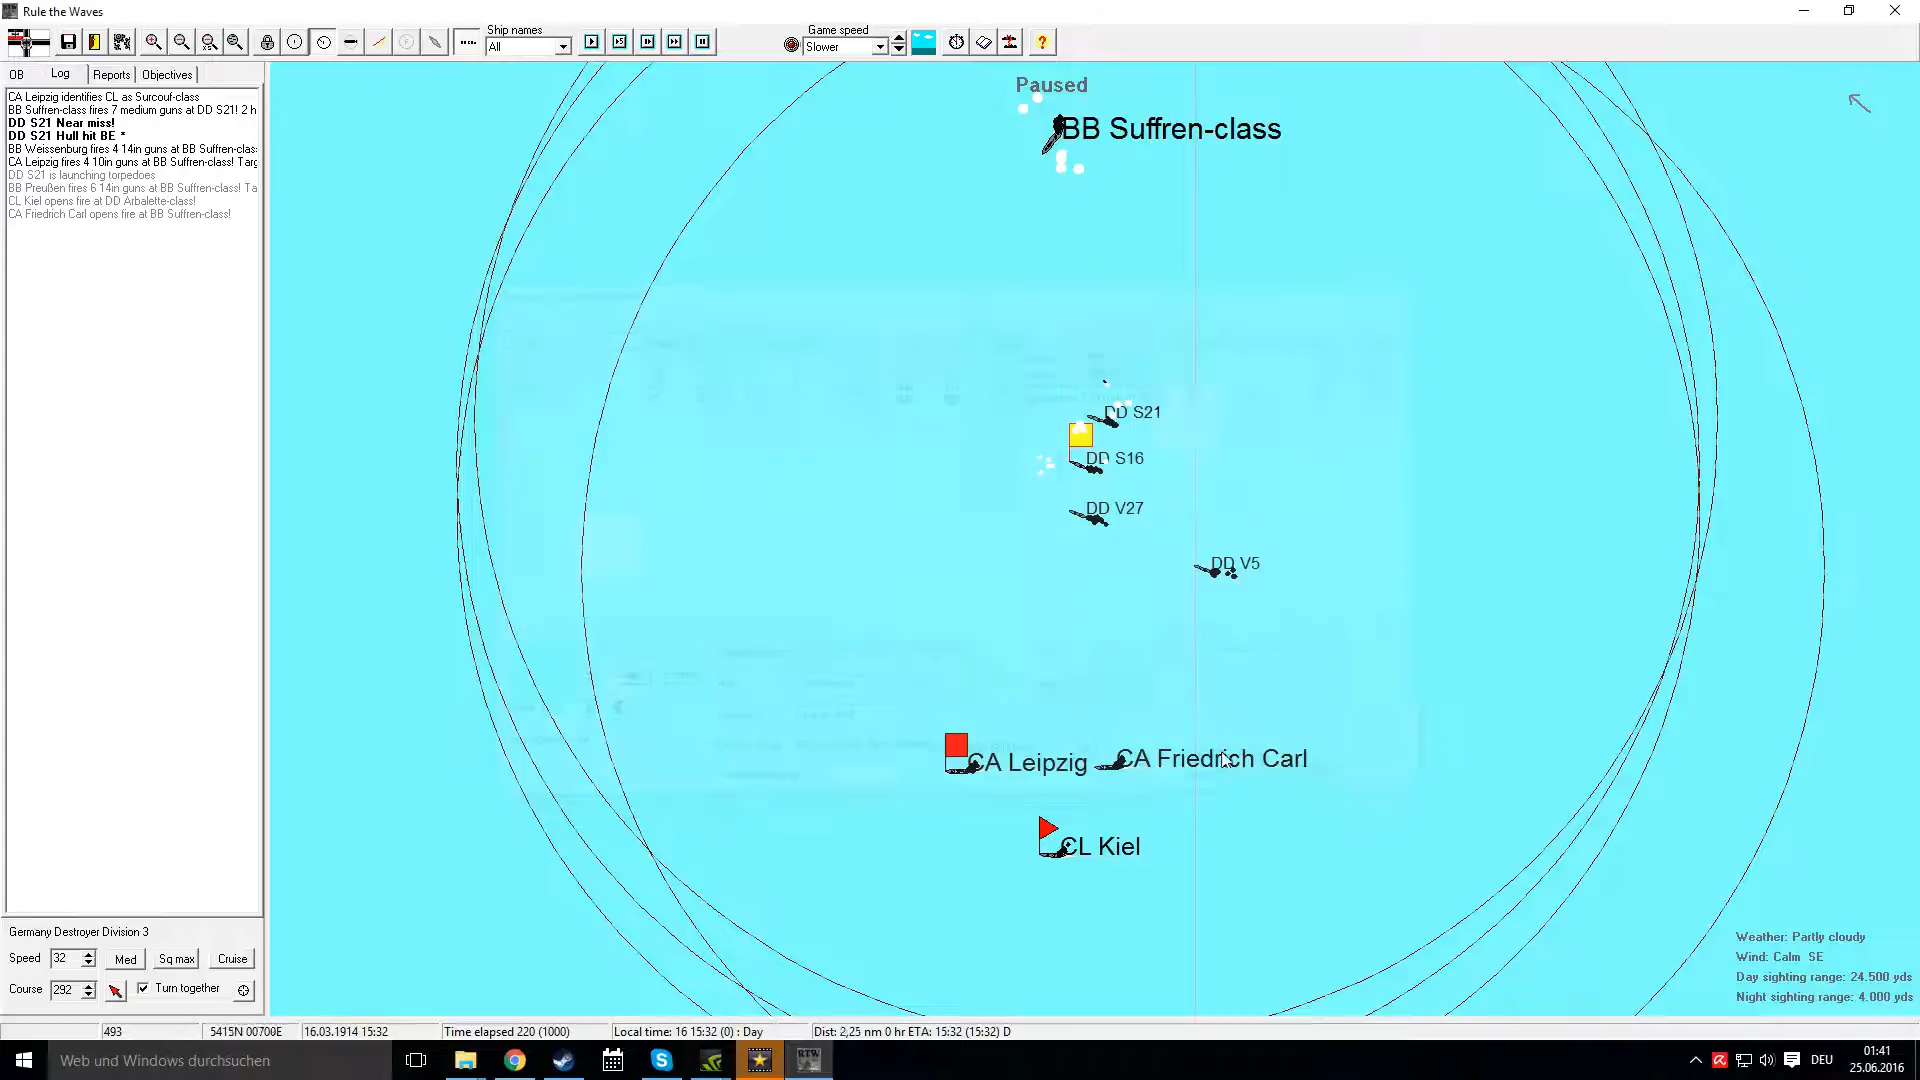 Rule the Waves
Ship names
All
Game speed
Slower
OB
Log
Reports
Objectives
CA Leipzig identifies CL as Surcouf-class
BB Suffren-class fires 7 medium guns at DD S21! 2 h
DD S21 Near miss!
DD S21 Hull hit BE *
BB Weissenburg fires 4 14in guns at BB Suffren-clas
CA Leipzig fires 4 10in guns at BB Suffren-class! Targ
DD S21 is launching torpedoes
BB Preußen fires 6 14in guns at BB Suffren-class! Ta
CL Kiel opens fire at DD Arbalette-class!
CA Friedrich Carl opens fire at BB Suffren-class!
Paused
BB Suffren-class
DD S21
DD S16
DD V27
DD V5
CA Leipzig
CA Friedrich Carl
CL Kiel
Weather: Partly cloudy
Wind: Calm SE
Day sighting range: 24.500 yds
Night sighting range: 4.000 yds
Germany Destroyer Division 3
Speed
32
Med
Sq max
Cruise
Course
292
Turn together
493
5415N 00700E
16.03.1914 15:32
Time elapsed 220 (1000)
Local time: 16 15:32 (0) : Day
Dist: 2,25 nm 0 hr ETA: 15:32 (15:32) D
Web und Windows durchsuchen
RTW
DEU
01:41
25.06.2016